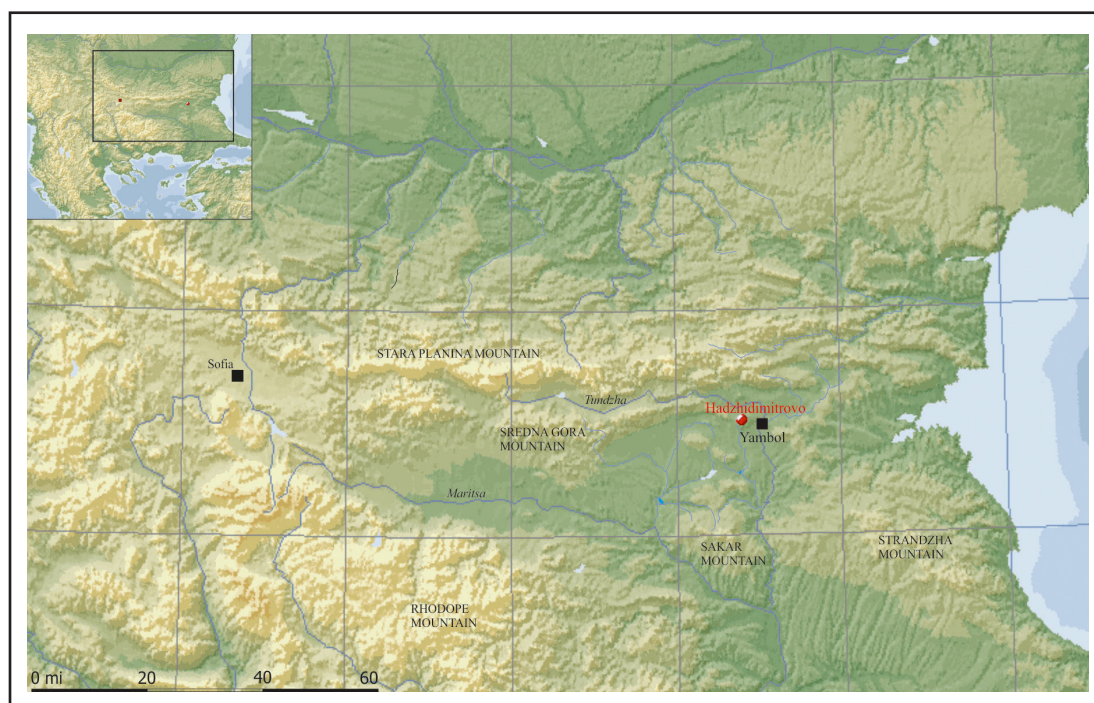 STARA PLANINA MOUNTAIN
Sofia
Tundzha
Hadzhidimitrovo
Yambol
SREDNA GORA
MOUNTAIN
Maritsa
SAKAR
MOUNTAIN
STRANDZHA
MOUNTAIN
RHODOPE
MOUNTAIN
0 mi 20 40 60